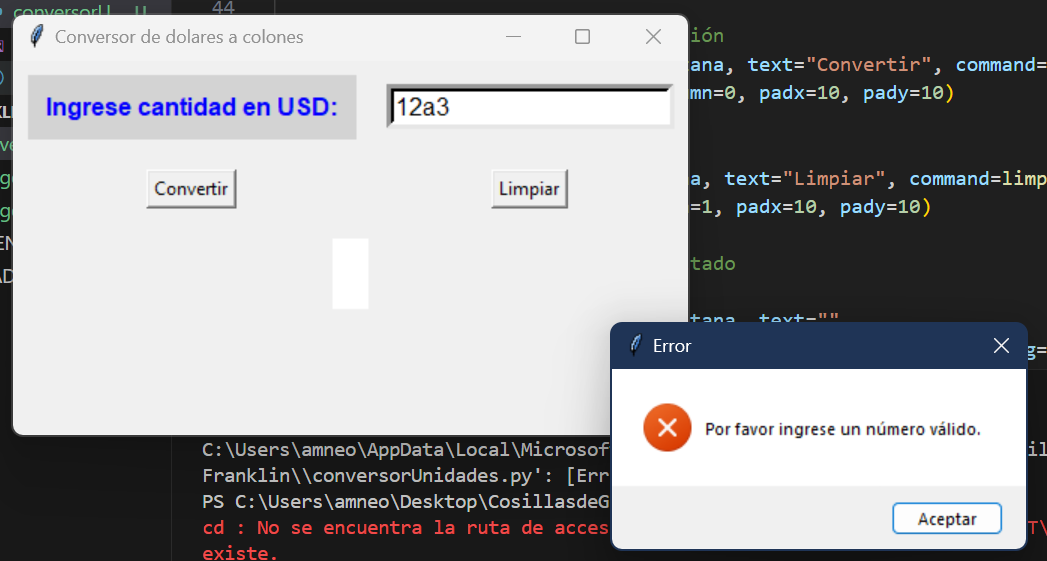 conversorU... U
44
Conversor de dolares a colones
ión
ana, text="Convertir", command=
Ingrese cantidad en USD:
12a3
mn=0, padx=10, pady=10)
Convertir
Limpiar
a, text="Limpiar", command=limp
=1, padx=10, pady=10)
tado
tana, text=""
Error
g=
Por favor ingrese un número válido.
Aceptar
C:\Users\amneo\AppData\Local\Microsof
Franklin\\conversorUnidades.py': [Err
PS C:\Users\amneo\Desktop\CosillasdeG
cd : No se encuentra la ruta de acces
existe.